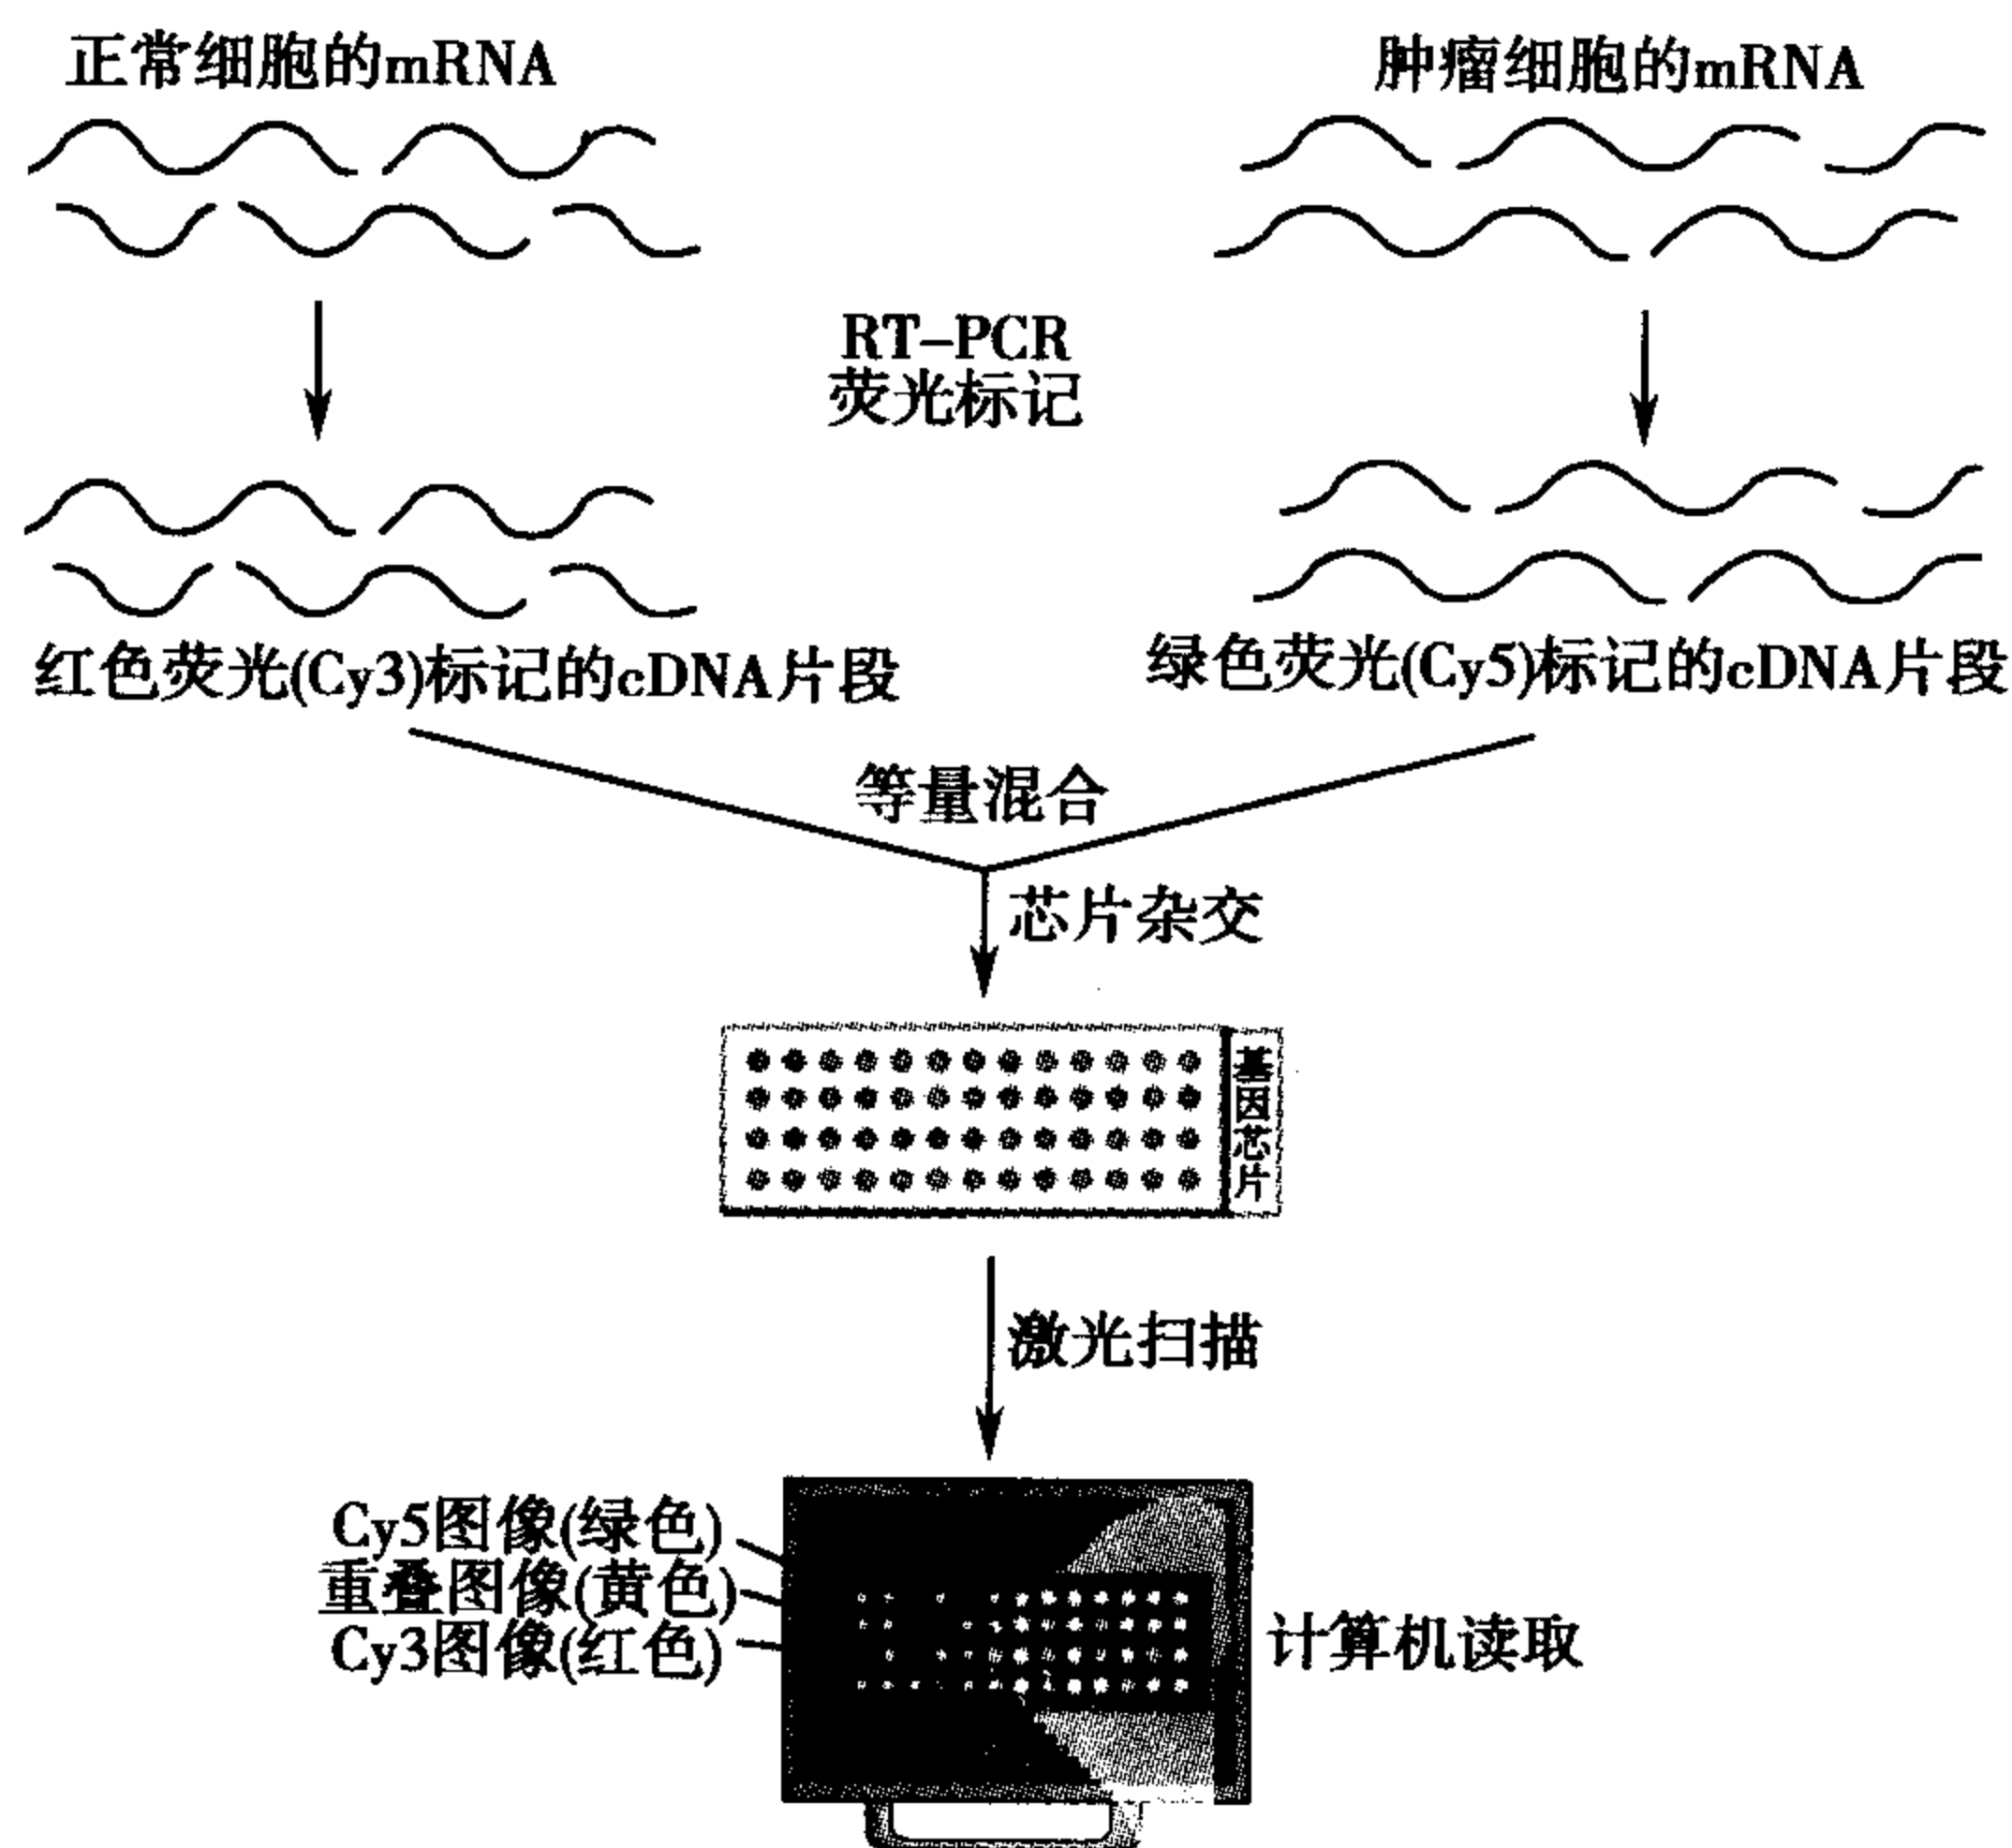 正常细胞的mRNA
肿瘤细胞的mRNA
RT-PCR
荧光标记
红色荧光(Cy3)标记的cDNA片段
绿色荧光(Cy5)标记的cDNA片段
等量混合
芯片杂交
基因芯片
激光扫描
Cy5图像(绿色)
重叠图像(黄色)
Cy3图像(红色)
计算机读取